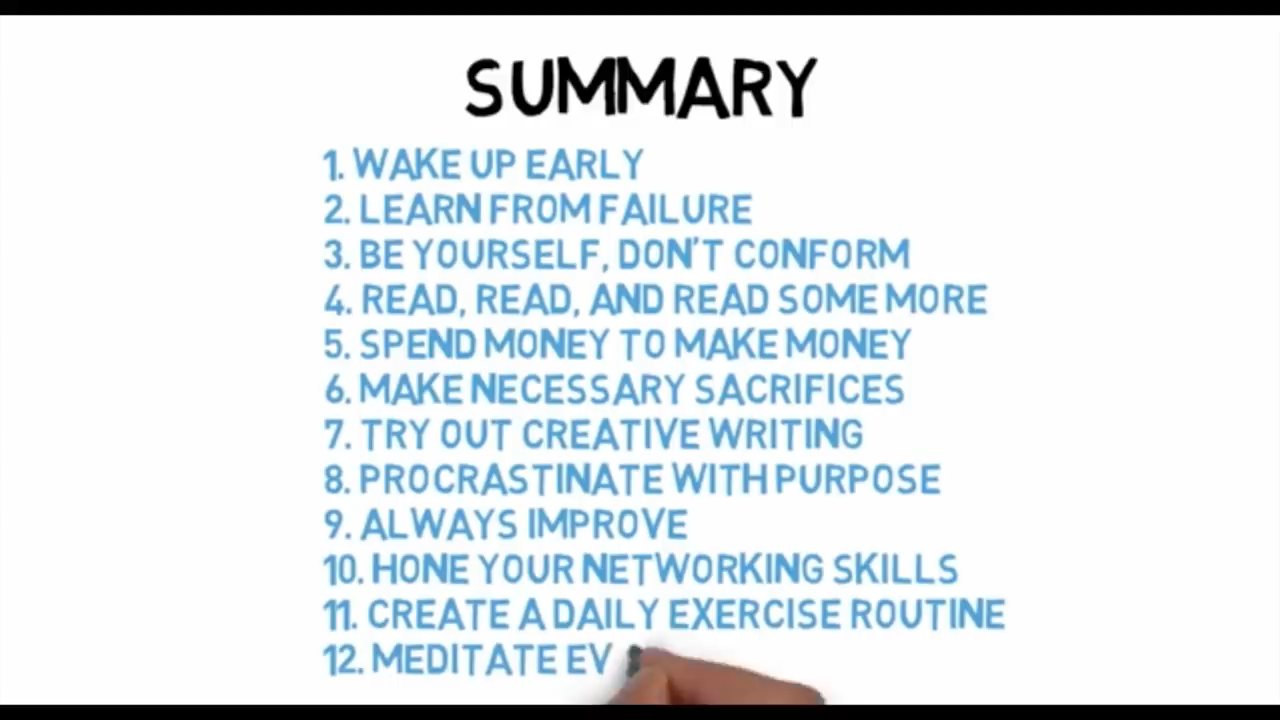 SUMMARY
1. WAKE UP EARLY
2. LEARN FROM FAILURE
3. BE YOURSELF, DON'T CONFORM
4. READ, READ, AND READ SOME MORE
5. SPEND MONEY TO MAKE MONEY
6. MAKE NECESSARY SACRIFICES
7. TRY OUT CREATIVE WRITING
8. PROCRASTINATE WITH PURPOSE
9. ALWAYS IMPROVE
10. HONE YOUR NETWORKING SKILLS
11. CREATE A DAILY EXERCISE ROUTINE
12. MEDITATE EV